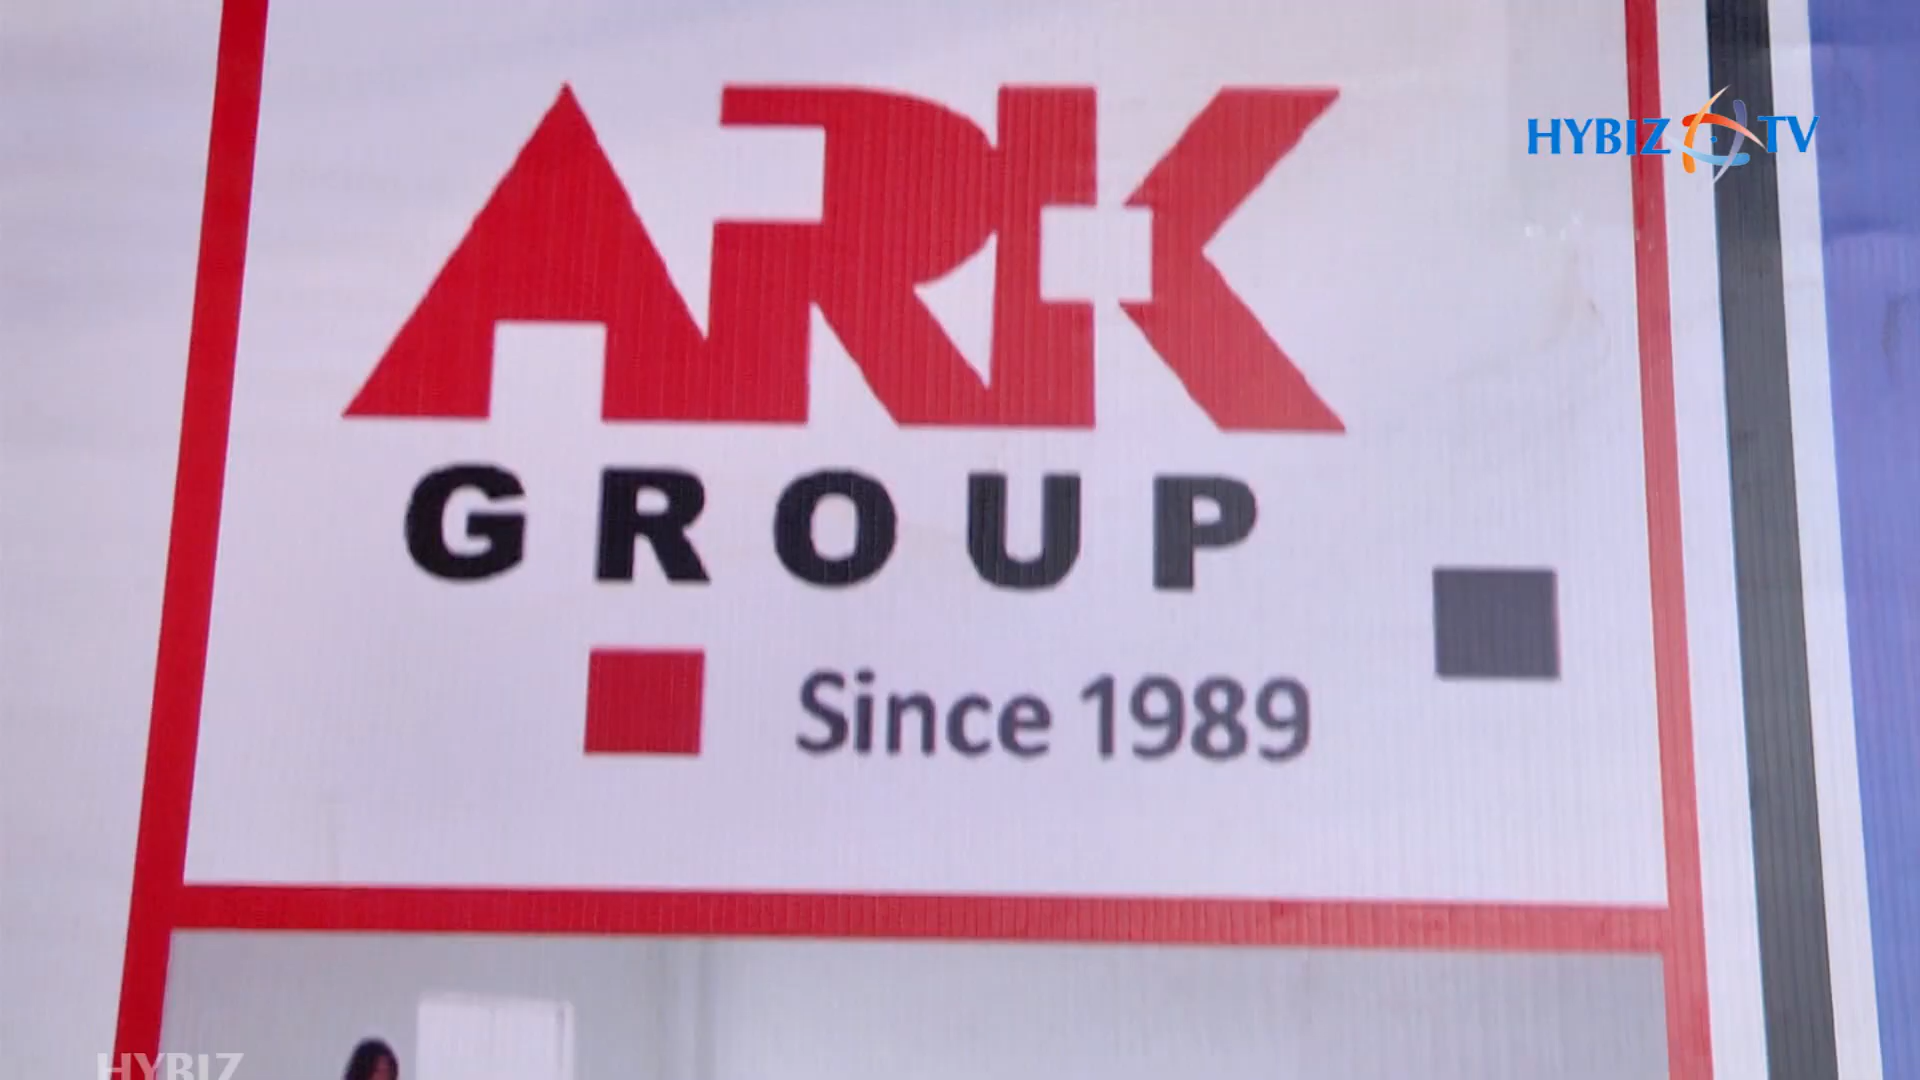 ARK
HYBIZ TV
GROUP
Since 1989
HYBIZ